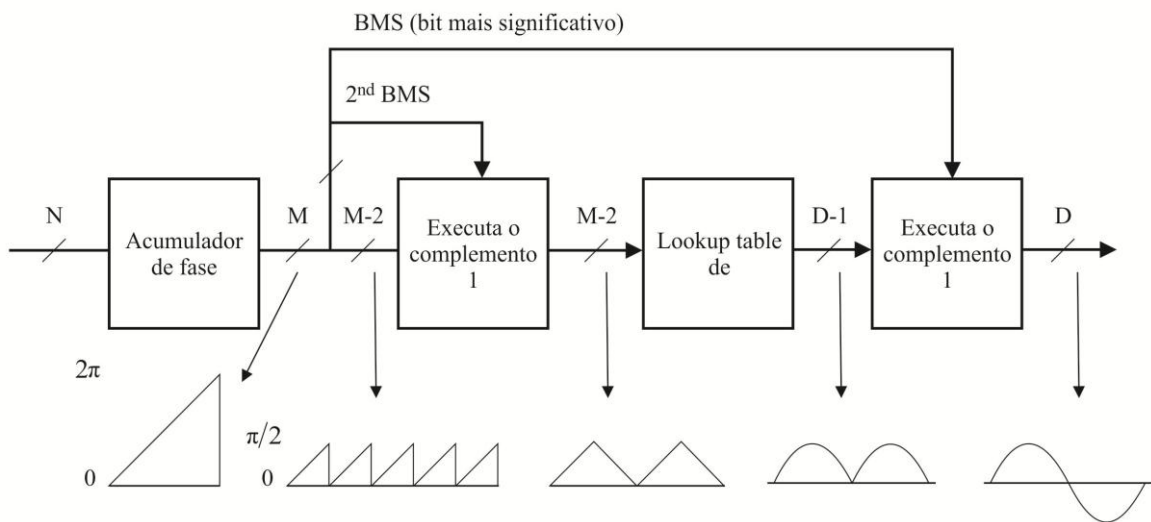 BMS (bit mais significativo)
2nd BMS
N
Acumulador
de fase
M
M-2
Executa o
complemento
1
M-2
Lookup table
de
D-1
Executa o
complemento
1
D
2π
0
π/2
0